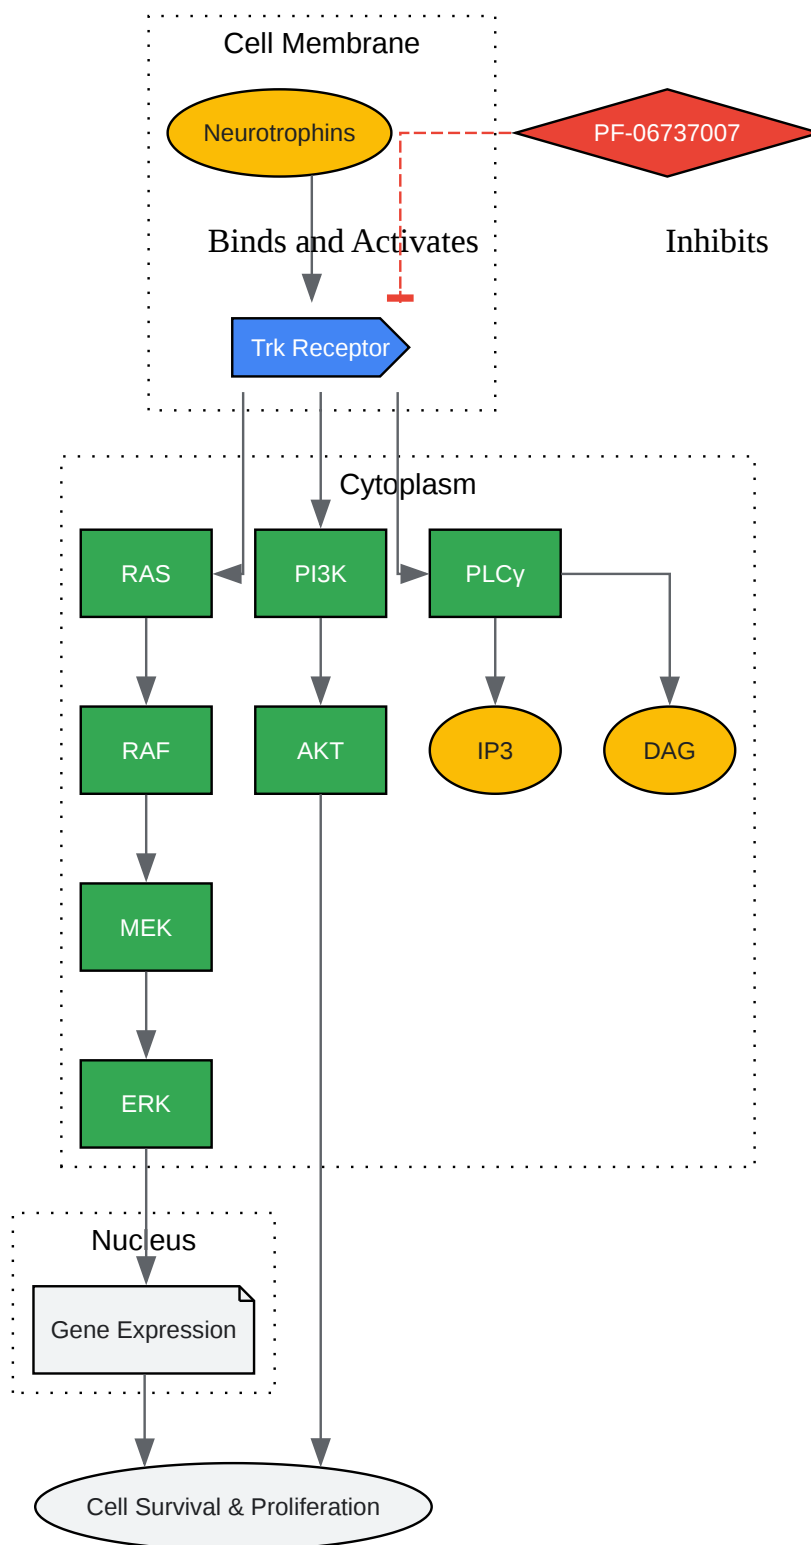 Cell Membrane
Neurotrophins
PF-06737007
Binds and Activates
Inhibits
Trk Receptor
Cytoplasm
RAS
PI3K
PLCγ
RAF
AKT
IP3
DAG
MEK
ERK
Nucleus
Gene Expression
Cell Survival & Proliferation